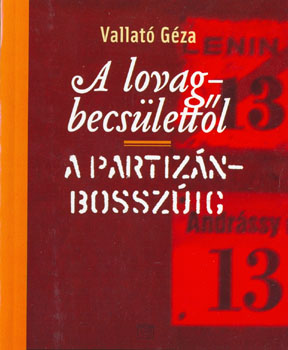 Vallató Géza
LENIN
A lovag-
13
becsülettől
A PARTIZÁN-
BOSSZÚIG
Andrássy
13